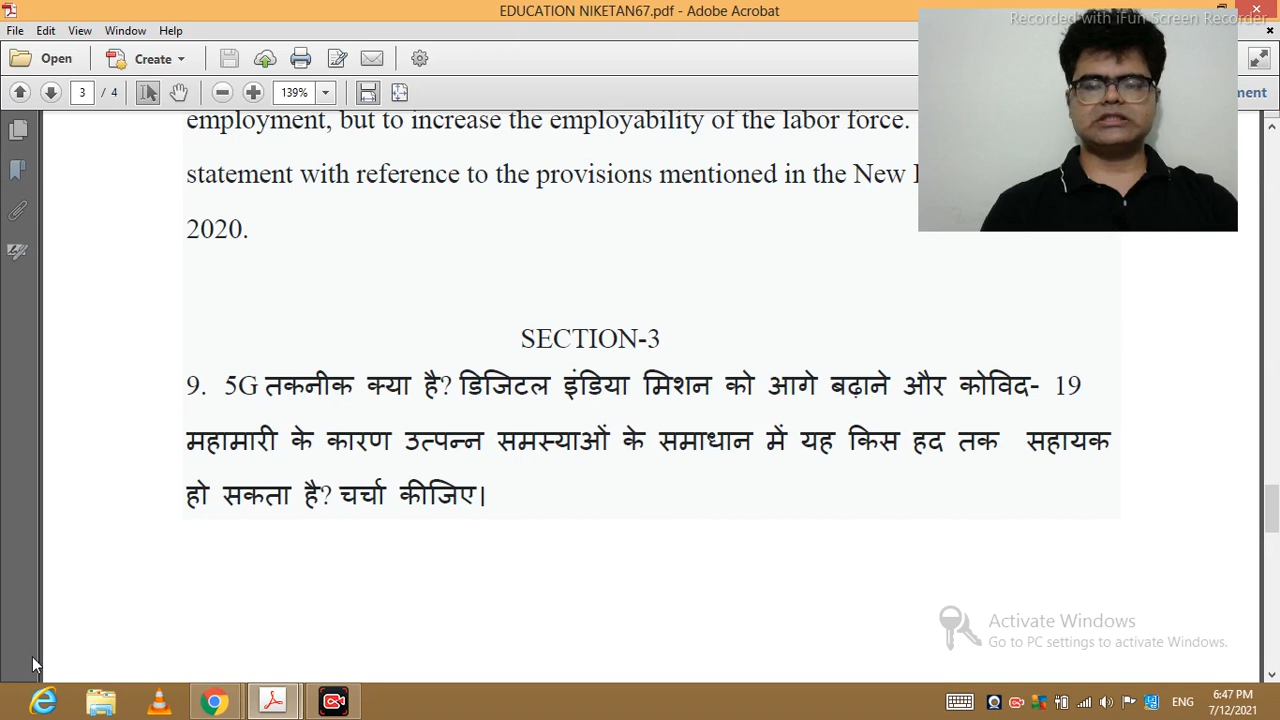 EDUCATION NIKETAN67.pdf - Adobe Acrobat
Recorded with iFun Screen Recorder
File Edit View Window Help
Open Create
3 / 4 139%
employment, but to increase the employability of the labor force.
statement with reference to the provisions mentioned in the New
2020.
SECTION-3
9. 5G तकनीक क्या है? डिजिटल इंडिया मिशन को आगे बढ़ाने और कोविद- 19
महामारी के कारण उत्पन्न समस्याओं के समाधान में यह किस हद तक सहायक
हो सकता है? चर्चा कीजिए।
Activate Windows
Go to PC settings to activate Windows.
ENG
6:47 PM
7/12/2021